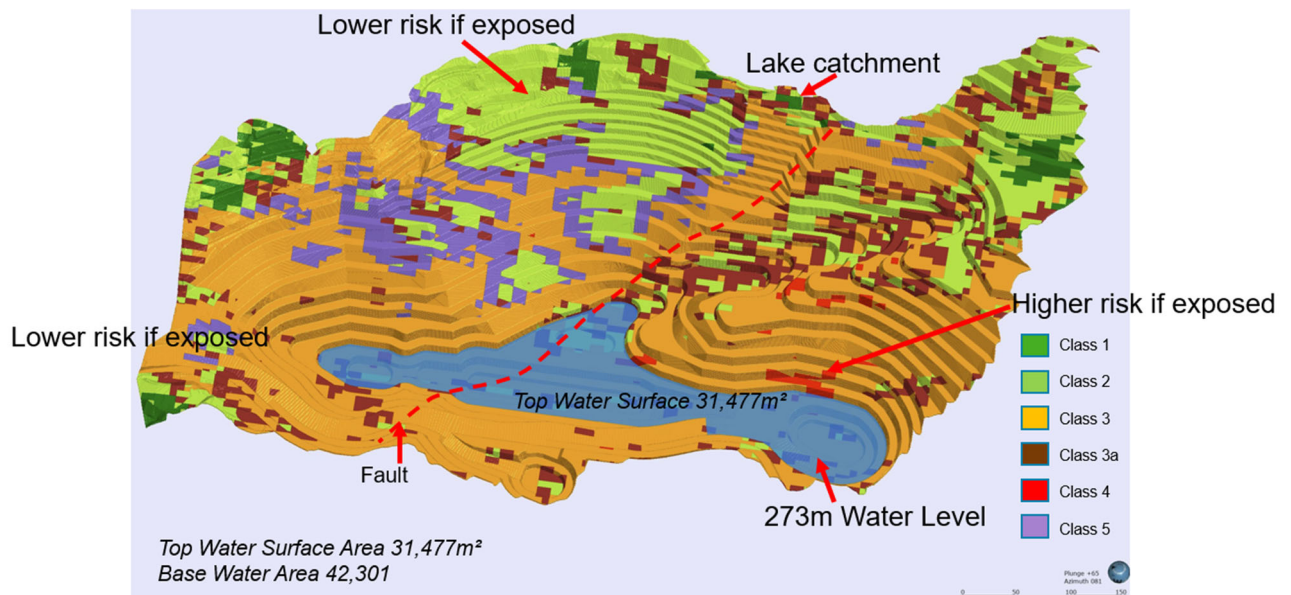 Lower risk if exposed
Lake catchment
Higher risk if exposed
Lower risk if exposed
Class 1
Class 2
Class 3
Class 3a
Class 4
Class 5
Top Water Surface 31,477m²
Fault
273m Water Level
Top Water Surface Area 31,477m²
Base Water Area 42,301
Plunge +65
Azimuth 081
0 50 100 150